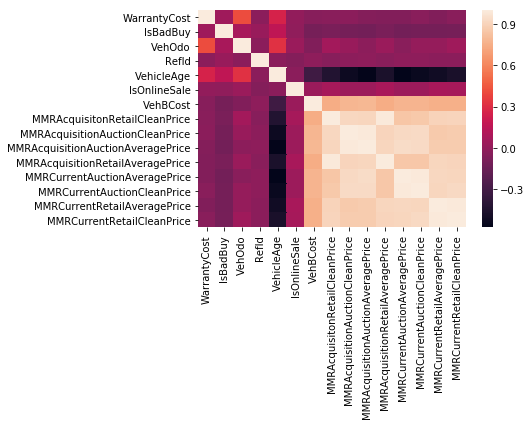 WarrantyCost
IsBadBuy
VehOdo
RefId
VehicleAge
IsOnlineSale
VehBCost
MMRAcquisitonRetailCleanPrice
MMRAcquisitionAuctionCleanPrice
MMRAcquisitionAuctionAveragePrice
MMRAcquisitionRetailAveragePrice
MMRCurrentAuctionAveragePrice
MMRCurrentAuctionCleanPrice
MMRCurrentRetailAveragePrice
MMRCurrentRetailCleanPrice
WarrantyCost
IsBadBuy
VehOdo
RefId
VehicleAge
IsOnlineSale
VehBCost
MMRAcquisitonRetailCleanPrice
MMRAcquisitionAuctionCleanPrice
MMRAcquisitionAuctionAveragePrice
MMRAcquisitionRetailAveragePrice
MMRCurrentAuctionAveragePrice
MMRCurrentAuctionCleanPrice
MMRCurrentRetailAveragePrice
MMRCurrentRetailCleanPrice
0.9
0.6
0.3
0.0
−0.3